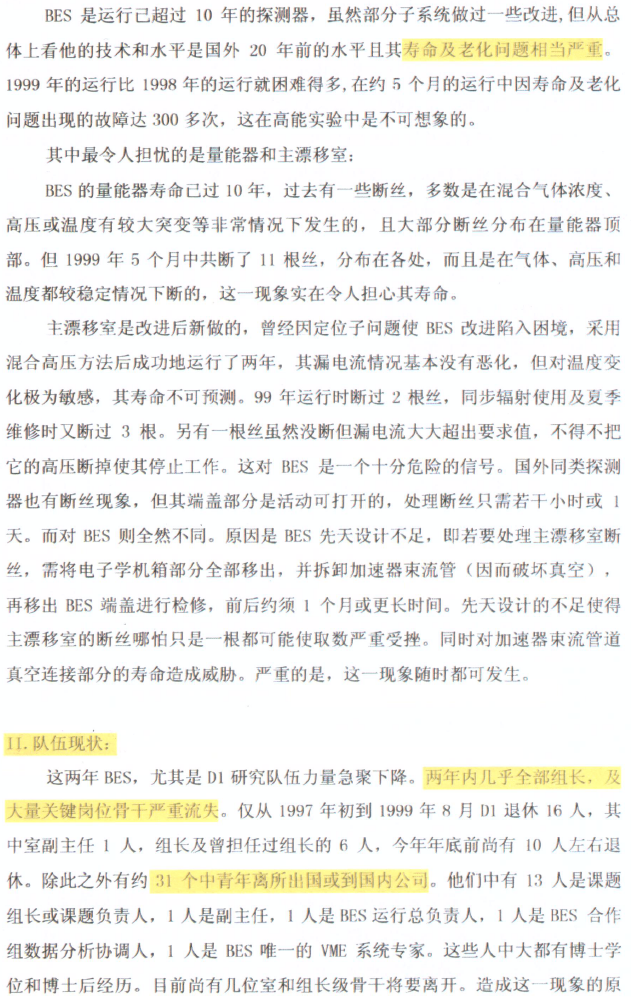 BES 是运行已超过 10 年的探测器，虽然部分子系统做过一些改进,但从总
体上看他的技术和水平是国外 20 年前的水平且其寿命及老化问题相当严重。
1999 年的运行比 1998 年的运行就困难得多,在约 5 个月的运行中因寿命及老化
问题出现的故障达 300 多次，这在高能实验中是不可想象的。
其中最令人担忧的是量能器和主漂移室：
BES 的量能器寿命已过 10 年，过去有一些断丝，多数是在混合气体浓度、
高压或温度有较大突变等非常情况下发生的，且大部分断丝分布在量能器顶
部。但 1999 年 5 个月中共断了 11 根丝，分布在各处，而且是在气体、高压和
温度都较稳定情况下断的，这一现象实在令人担心其寿命。
主漂移室是改进后新做的，曾经因定位子问题使 BES 改进陷入困境，采用
混合高压方法后成功地运行了两年，其漏电流情况基本没有恶化，但对温度变
化极为敏感，其寿命不可预测。99 年运行时断过 2 根丝，同步辐射使用及夏季
维修时又断过 3 根。另有一根丝虽然没断但漏电流大大超出要求值，不得不把
它的高压断掉使其停止工作。这对 BES 是一个十分危险的信号。国外同类探测
器也有断丝现象，但其端盖部分是活动可打开的，处理断丝只需若干小时或 1
天。而对 BES 则全然不同。原因是 BES 先天设计不足，即若要处理主漂移室断
丝，需将电子学机箱部分全部移出，并拆卸加速器束流管（因而破坏真空），
再移出 BES 端盖进行检修，前后约须 1 个月或更长时间。先天设计的不足使得
主漂移室的断丝哪怕只是一根都可能使取数严重受挫。同时对加速器束流管道
真空连接部分的寿命造成威胁。严重的是，这一现象随时都可发生。
II.队伍现状：
这两年 BES，尤其是 D1 研究队伍力量急聚下降。两年内几乎全部组长，及
大量关键岗位骨干严重流失。仅从 1997 年初到 1999 年 8 月 D1 退休 16 人，其
中室副主任 1 人，组长及曾担任过组长的 6 人，今年年底前尚有 10 人左右退
休。除此之外有约 31 个中青年离所出国或到国内公司。他们中有 13 人是课题
组长或课题负责人，1 人是副主任，1 人是 BES 运行总负责人，1 人是 BES 合作
组数据分析协调人，1 人是 BES 唯一的 VME 系统专家。这些人中大都有博士学
位和博士后经历。目前尚有几位室和组长级骨干将要离开。造成这一现象的原